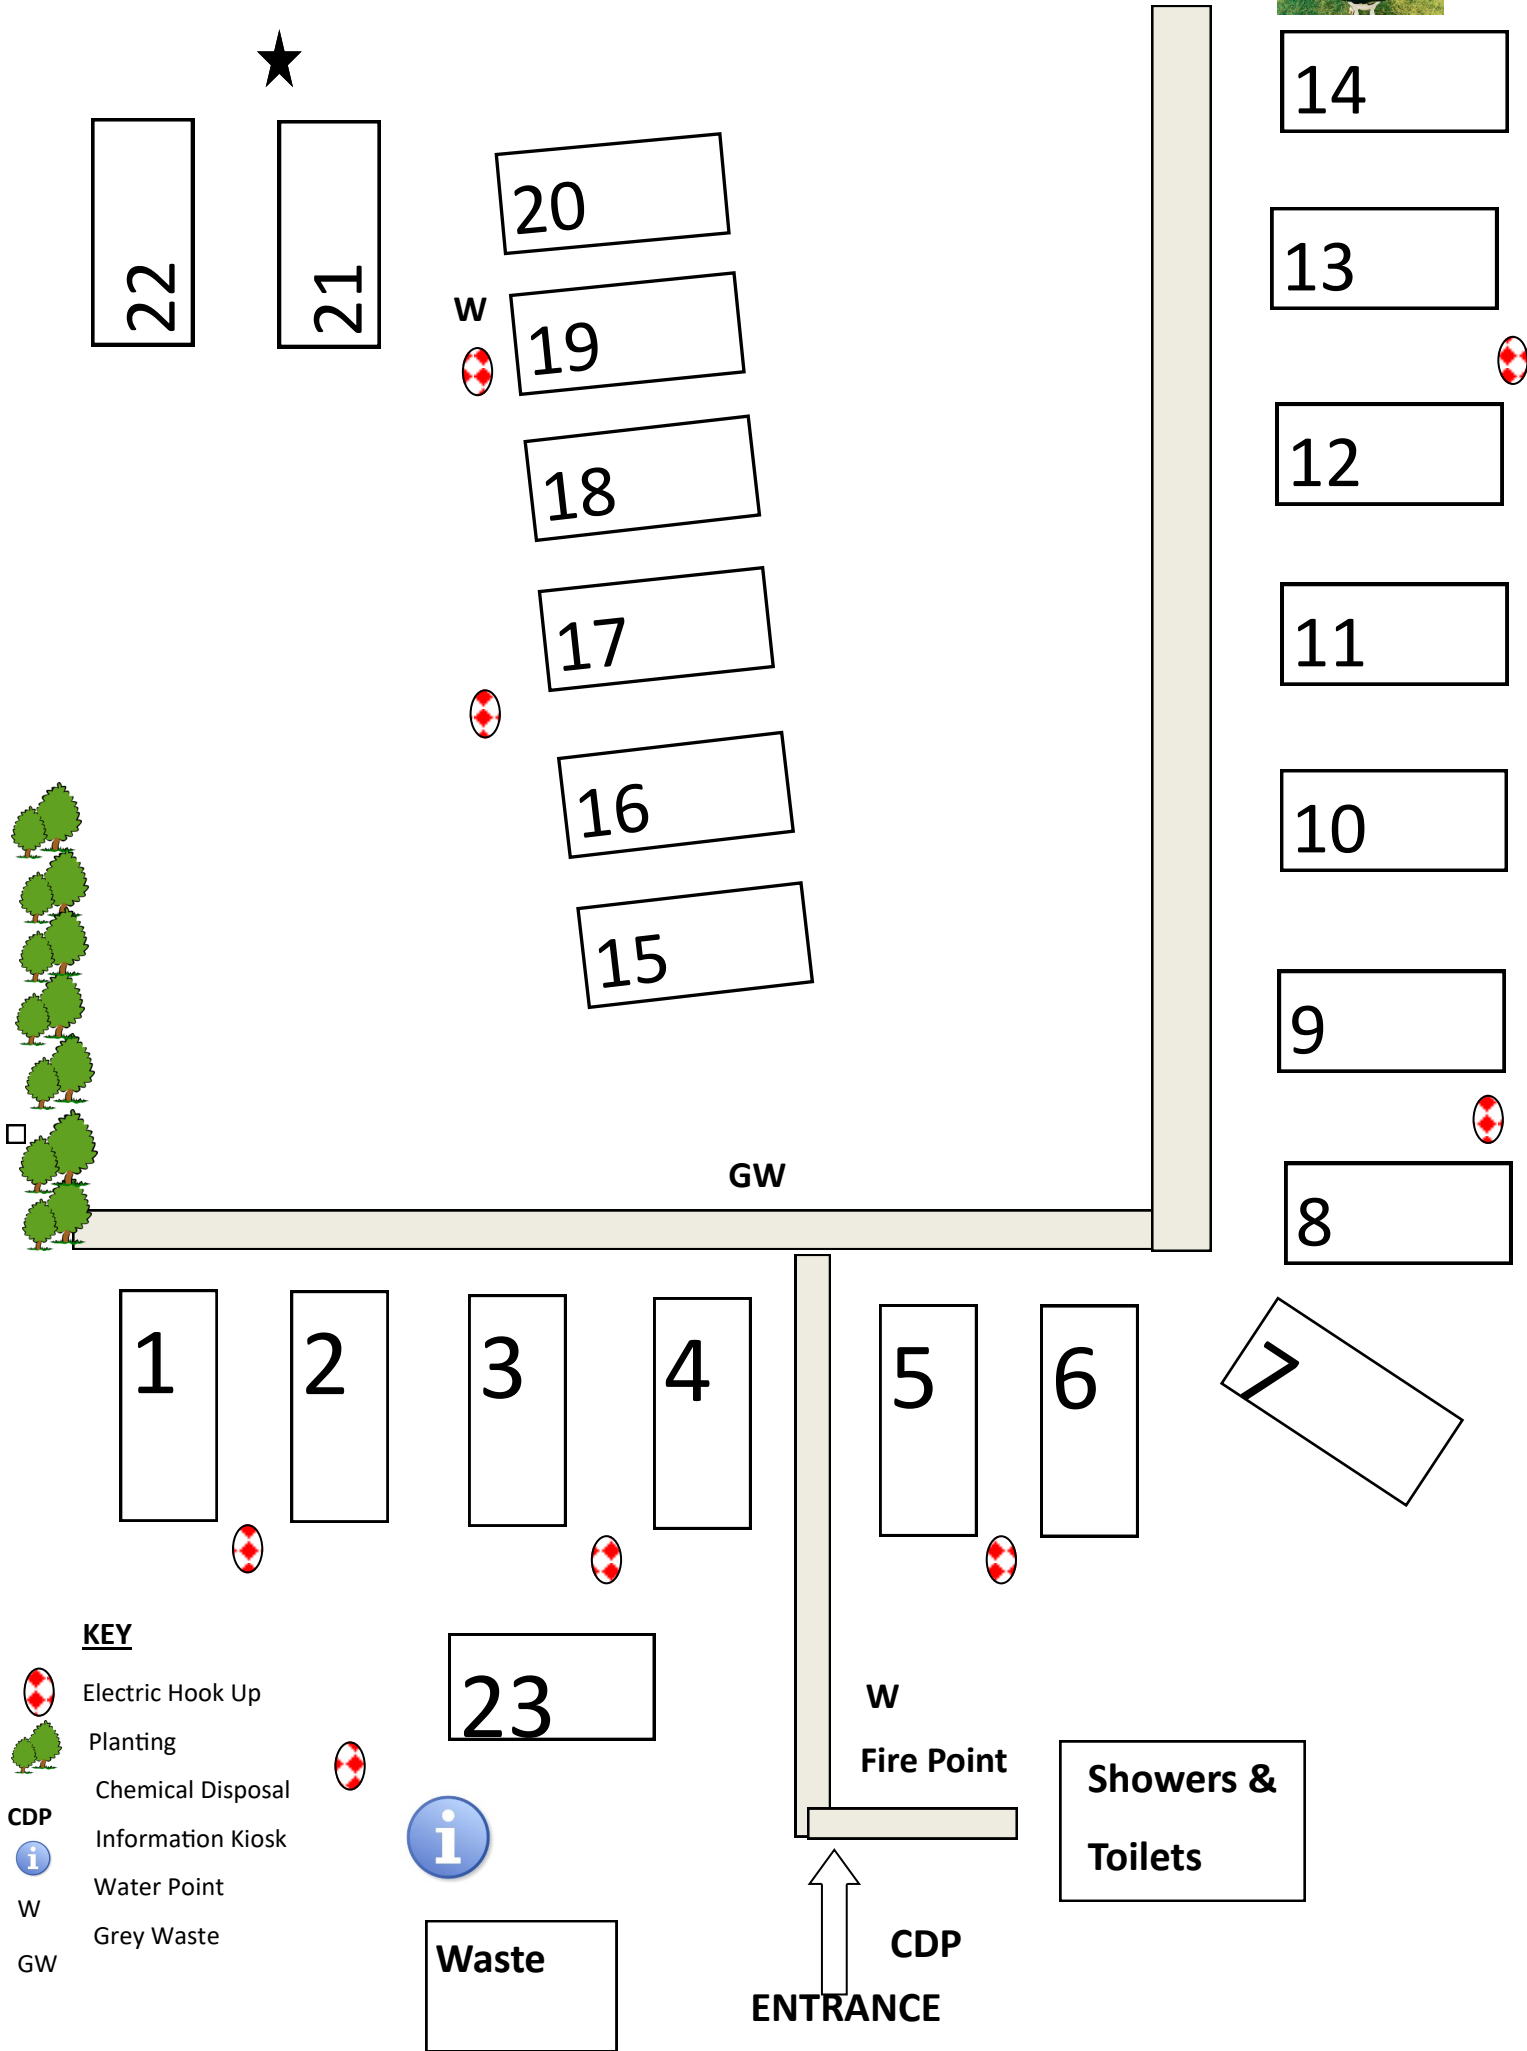 14
20
22
21
13
W
19
12
18
11
17
10
16
15
9
GW
8
1
2
3
4
5
6
7
KEY
Electric Hook Up
23
W
Planting
Fire Point
Showers &
Chemical Disposal
CDP
Information Kiosk
Toilets
i
i
Water Point
W
Grey Waste
CDP
Waste
GW
ENTRANCE